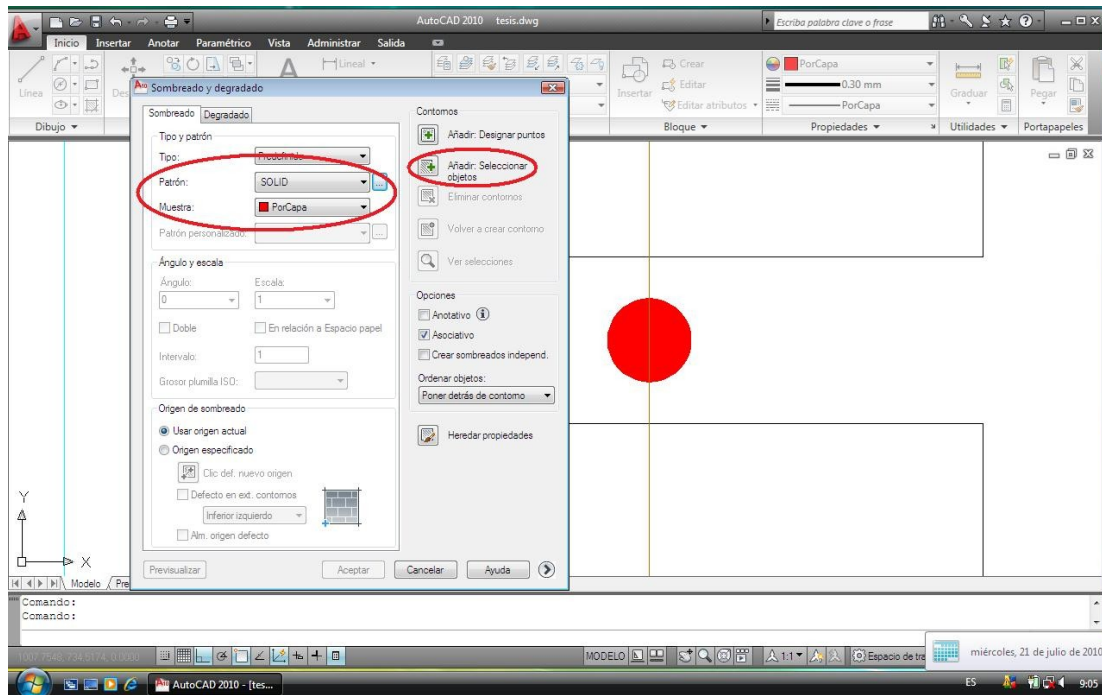 AutoCAD 2010 tesis.dwg
Escriba palabra clave o frase
Inicio Insertar Anotar Paramétrico Vista Administrar Salida
Línea
Lineal
Insertar
Crear
Editar
Editar atributos
PorCapa
0.30 mm
PorCapa
Graduar
Pegar
Dibujo
Bloque
Propiedades
Utilidades
Portapapeles
Sombreado y degradado
Sombreado Degradado
Tipo y patrón
Tipo: Predefinido
Patrón: SOLID
Muestra: PorCapa
Patrón personalizado:
Ángulo y escala
Ángulo: Escala:
0 1
Doble En relación a Espacio papel
Intervalo: 1
Grosor plumilla ISO:
Origen de sombreado
Usar origen actual
Origen especificado
Clic def. nuevo origen
Defecto en ext. contornos
Inferior izquierdo
Alm. origen defecto
Contornos
Añadir: Designar puntos
Añadir: Seleccionar
objetos
Eliminar contornos
Volver a crear contorno
Ver selecciones
Opciones
Anotativo
Asociativo
Crear sombreados independ.
Ordenar objetos:
Poner detrás de contorno
Heredar propiedades
Previsualizar Aceptar Cancelar Ayuda
Y
X
Modelo Pre
Comando:
Comando:
MODELO
1:1
Espacio de tra
miércoles, 21 de julio de 2010
AutoCAD 2010 - [tes...
ES
9:05